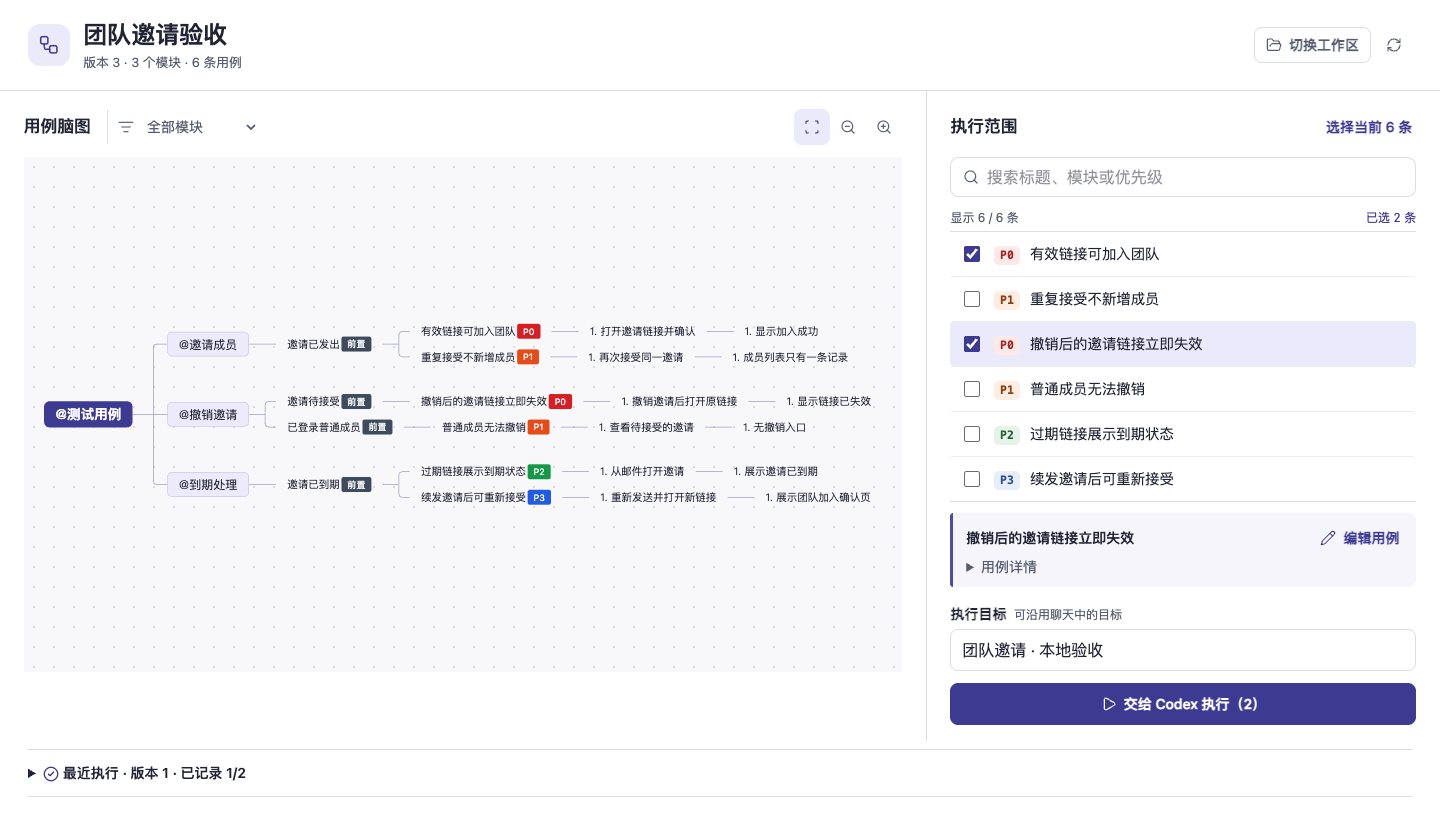 团队邀请验收
版本 3 · 3 个模块 · 6 条用例
切换工作区
用例脑图
全部模块
@测试用例
@邀请成员
邀请已发出 前置
有效链接可加入团队 P0
1. 打开邀请链接并确认
1. 显示加入成功
重复接受不新增成员 P1
1. 再次接受同一邀请
1. 成员列表只有一条记录
@撤销邀请
邀请待接受 前置
撤销后的邀请链接立即失效 P0
1. 撤销邀请后打开原链接
1. 显示链接已失效
已登录普通成员 前置
普通成员无法撤销 P1
1. 查看待接受的邀请
1. 无撤销入口
@到期处理
邀请已到期 前置
过期链接展示到期状态 P2
1. 从邮件打开邀请
1. 展示邀请已到期
续发邀请后可重新接受 P3
1. 重新发送并打开新链接
1. 展示团队加入确认页
执行范围
选择当前 6 条
搜索标题、模块或优先级
显示 6 / 6 条
已选 2 条
P0 有效链接可加入团队
P1 重复接受不新增成员
P0 撤销后的邀请链接立即失效
P1 普通成员无法撤销
P2 过期链接展示到期状态
P3 续发邀请后可重新接受
撤销后的邀请链接立即失效
编辑用例
用例详情
执行目标 可沿用聊天中的目标
团队邀请 · 本地验收
交给 Codex 执行（2）
最近执行 · 版本 1 · 已记录 1/2